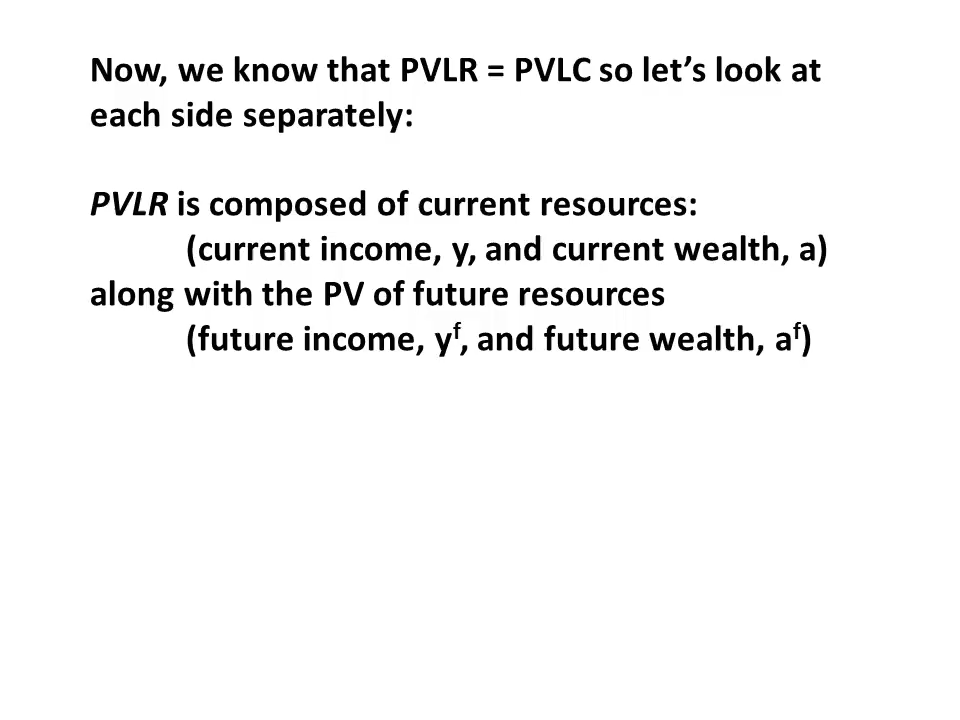 Now, we know that PVLR = PVLC so let’s look at
each side separately:
PVLR is composed of current resources:
(current income, y, and current wealth, a)
along with the PV of future resources
(future income, yᶠ, and future wealth, aᶠ)